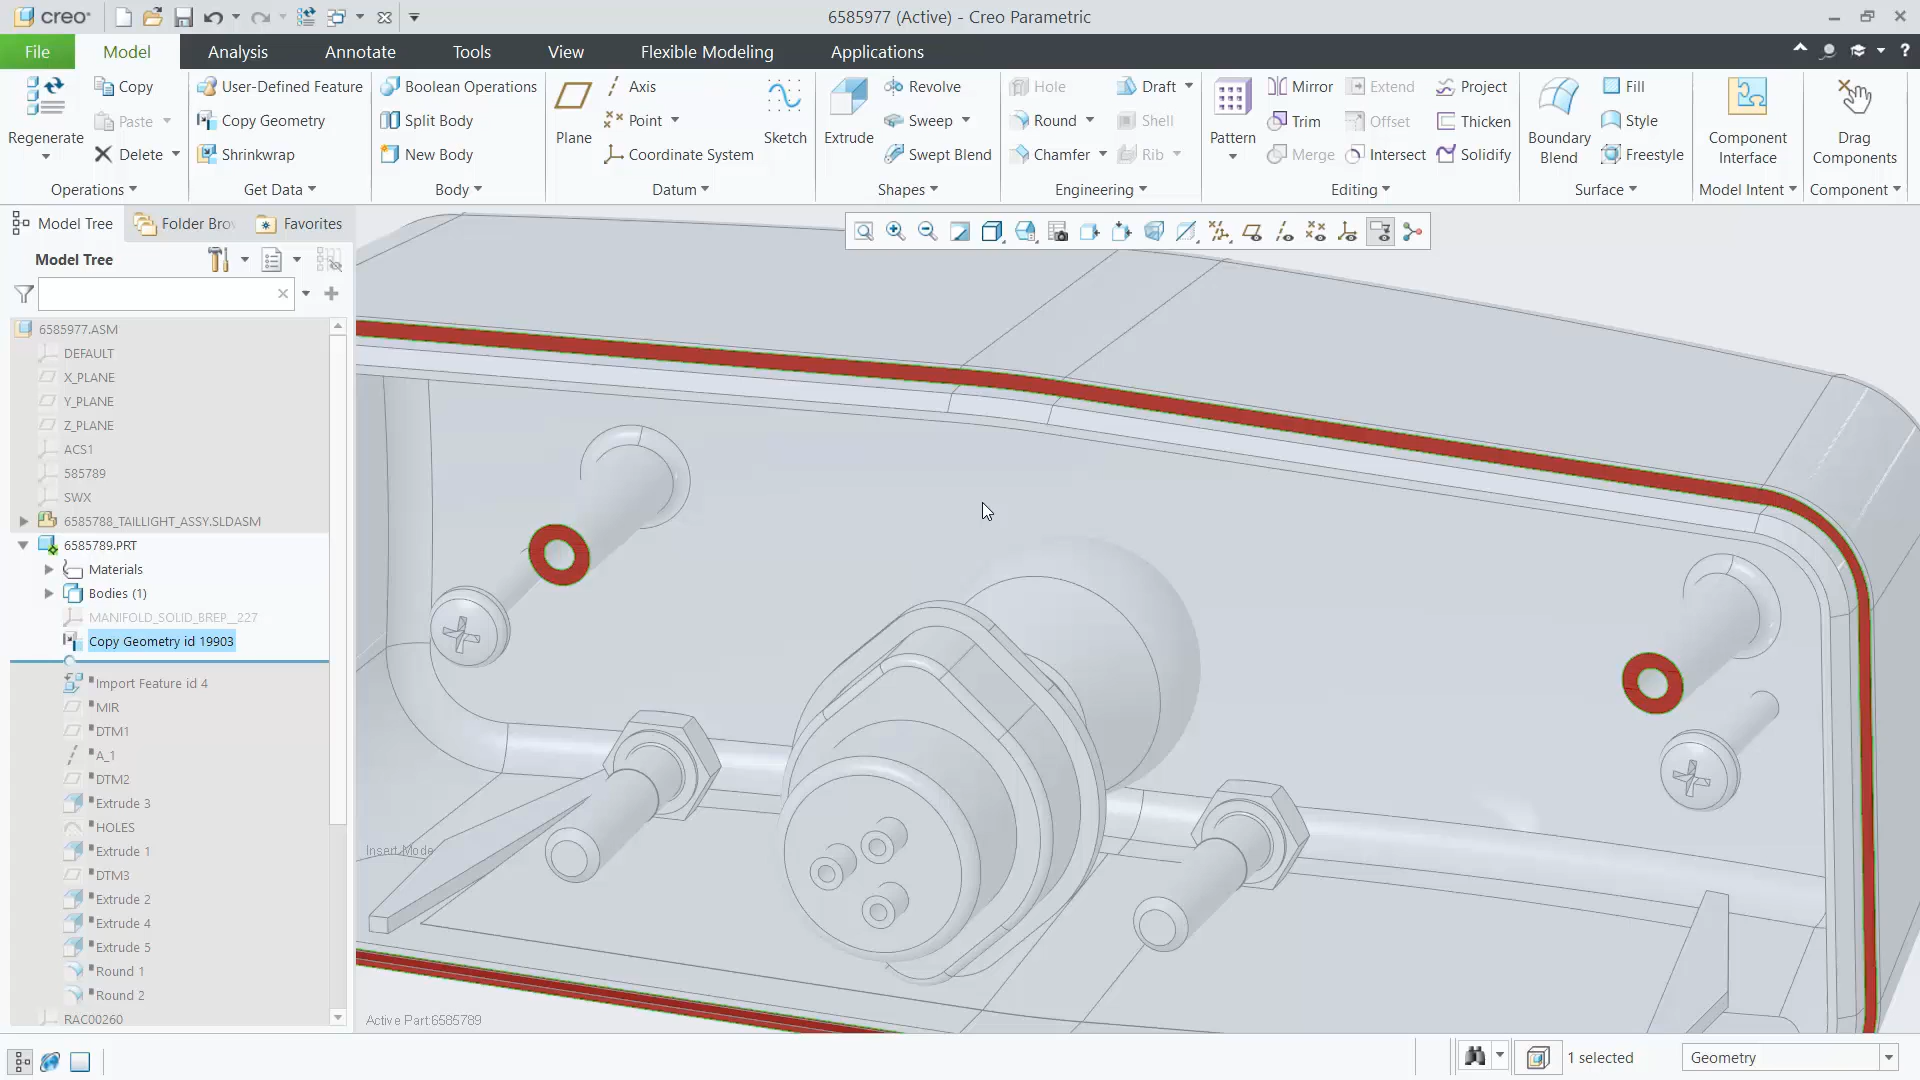 creo®
6585977 (Active) - Creo Parametric
File Model Analysis Annotate Tools View Flexible Modeling Applications
Regenerate
Copy
Paste
Delete
Operations
User-Defined Feature
Copy Geometry
Shrinkwrap
Get Data
Boolean Operations
Split Body
New Body
Body
Plane
Axis
Point
Coordinate System
Sketch
Datum
Extrude
Revolve
Sweep
Swept Blend
Shapes
Hole
Round
Chamfer
Draft
Shell
Rib
Engineering
Pattern
Mirror
Trim
Merge
Extend
Offset
Intersect
Project
Thicken
Solidify
Editing
Boundary
Blend
Fill
Style
Freestyle
Surface
Component
Interface
Model Intent
Drag
Components
Component
Model Tree Folder Bro Favorites
Model Tree
6585977.ASM
DEFAULT
X_PLANE
Y_PLANE
Z_PLANE
ACS1
585789
SWX
6585788_TAILLIGHT_ASSY.SLDASM
6585789.PRT
Materials
Bodies (1)
MANIFOLD_SOLID_BREP__227
Copy Geometry id 19903
Import Feature id 4
MIR
DTM1
A_1
DTM2
Extrude 3
HOLES
Extrude 1
DTM3
Extrude 2
Extrude 4
Extrude 5
Round 1
Round 2
RAC00260
Insert Mode
Active Part:6585789
1 selected
Geometry